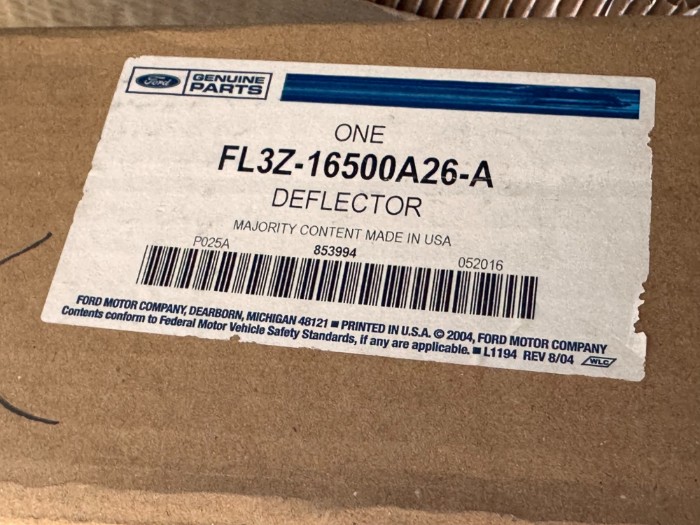 Ford GENUINE PARTS
ONE
FL3Z-16500A26-A
DEFLECTOR
MAJORITY CONTENT MADE IN USA
P025A 853994 052016
FORD MOTOR COMPANY, DEARBORN, MICHIGAN 48121 ■ PRINTED IN U.S.A. © 2004, FORD MOTOR COMPANY
Contents conform to Federal Motor Vehicle Safety Standards, if any are applicable. ■ L1194 REV 8/04 WLC